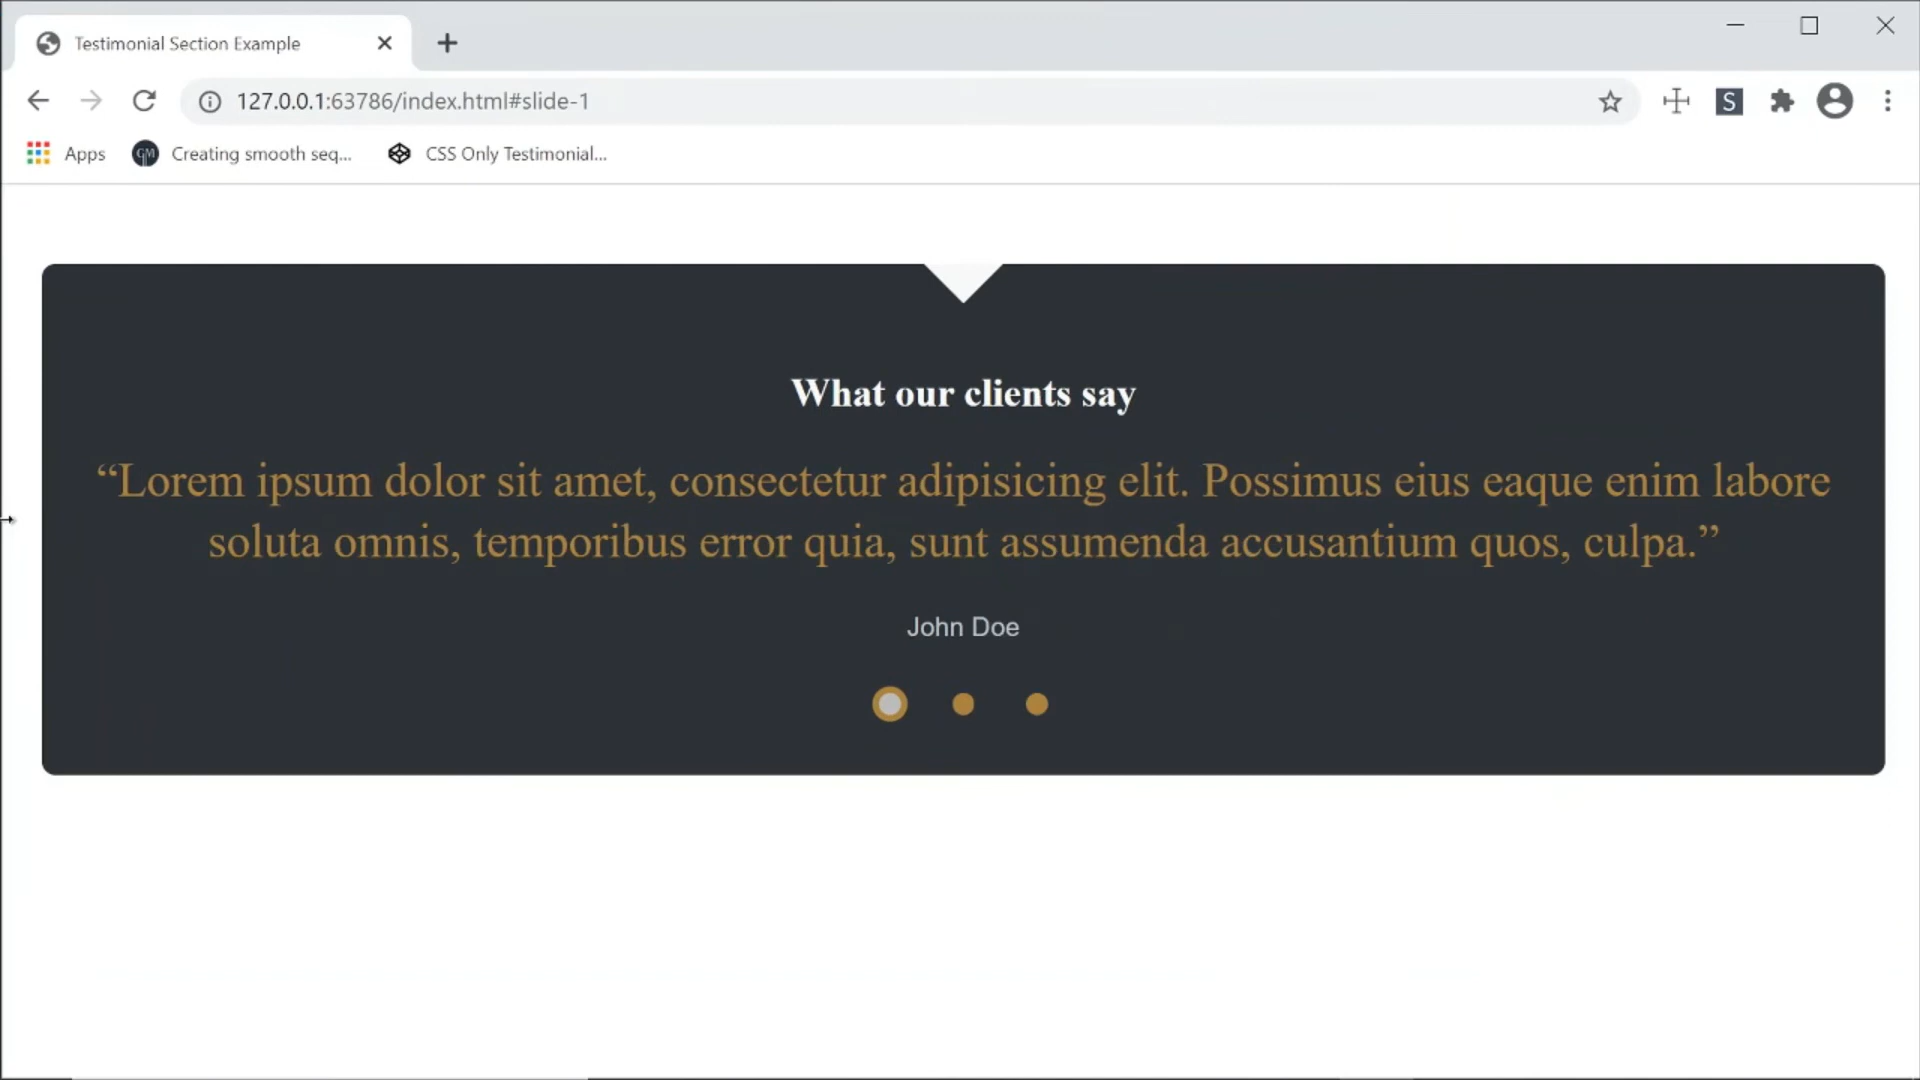 Testimonial Section Example
127.0.0.1:63786/index.html#slide-1
S
Apps
GM
Creating smooth seq...
CSS Only Testimonial...
What our clients say
“Lorem ipsum dolor sit amet, consectetur adipisicing elit. Possimus eius eaque enim labore
soluta omnis, temporibus error quia, sunt assumenda accusantium quos, culpa.”
John Doe